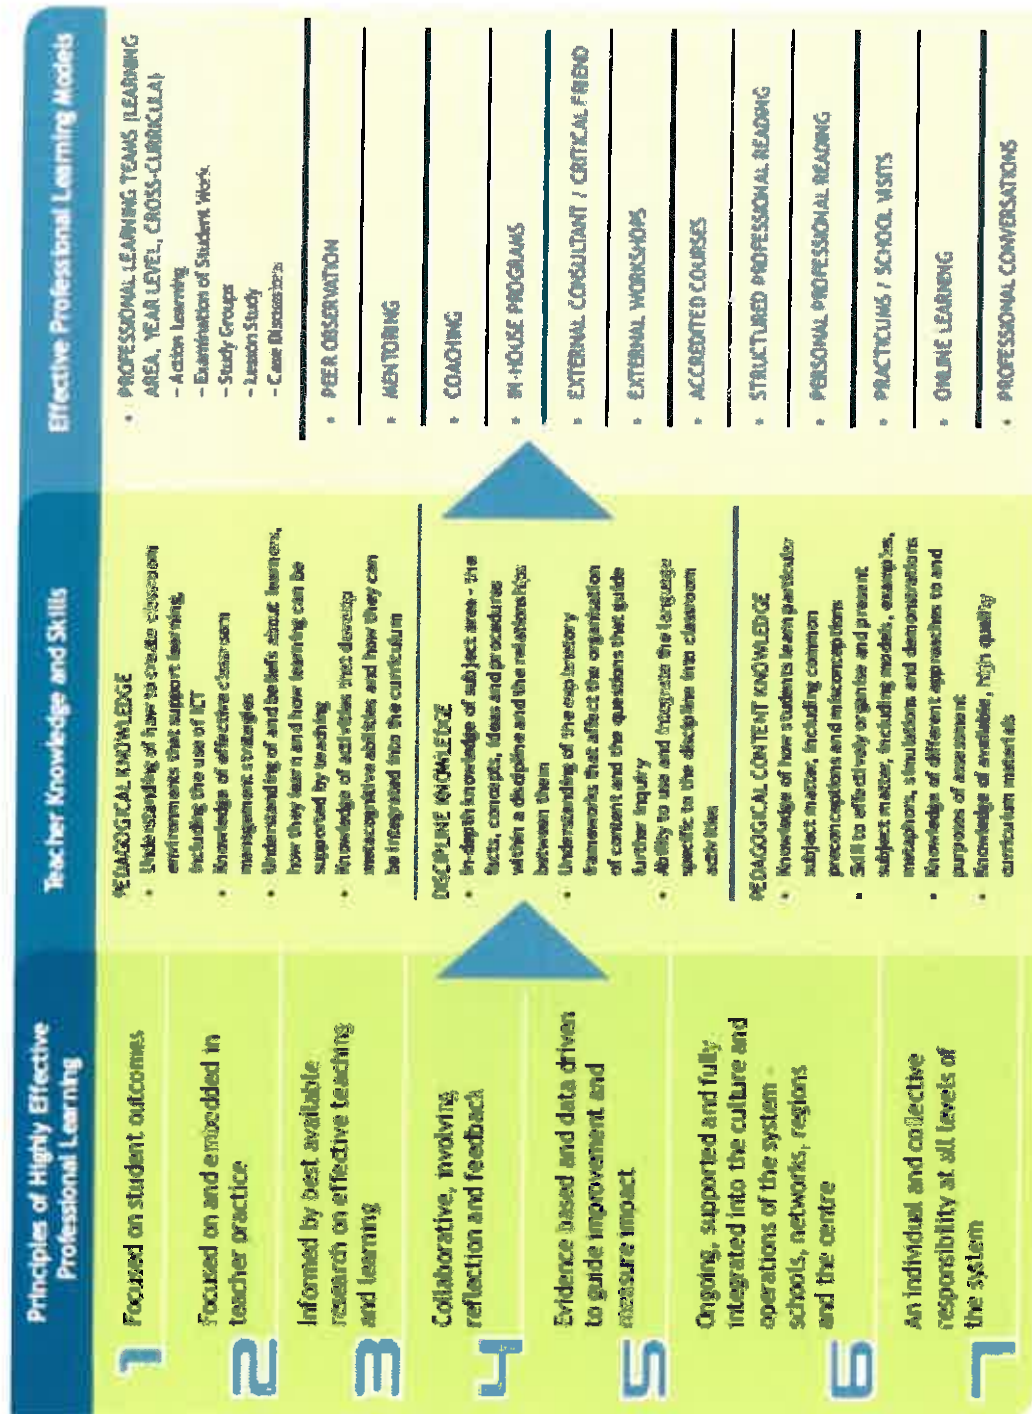 Principles of Highly Effective
Professional Learning
1
Focused on student outcomes
2
Focused on and embedded in
teacher practice
3
Informed by best available
research on effective teaching
and learning
4
Collaborative, involving
reflection and feedback
5
Evidence based and data driven
to guide improvement and
measure impact
6
Ongoing, supported and fully
integrated into the culture and
operations of the system -
schools, networks, regions
and the centre
7
An individual and collective
responsibility at all levels of
the system
Teacher Knowledge and Skills
PEDAGOGICAL KNOWLEDGE
• Understanding of how to create classroom
environments that support learning,
including the use of ICT
• Knowledge of effective classroom
management strategies
• Understanding of and beliefs about learners,
how they learn and how learning can be
supported by teaching
• Knowledge of activities that develop
metacognitive abilities and how they can
be integrated into the curriculum
DISCIPLINE KNOWLEDGE
• In-depth knowledge of subject area - the
facts, concepts, ideas and procedures
within a discipline and the relationships
between them
• Understanding of the explanatory
frameworks that affect the organisation
of content and the questions that guide
further inquiry
• Ability to use and integrate the language
specific to the discipline into classroom
activities
PEDAGOGICAL CONTENT KNOWLEDGE
• Knowledge of how students learn particular
subject matter, including common
preconceptions and misconceptions
• Skill to effectively organise and present
subject matter, including models, examples,
metaphors, simulations and demonstrations
• Knowledge of different approaches to and
purposes of assessment
• Knowledge of available, high quality
curriculum materials
Effective Professional Learning Models
• PROFESSIONAL LEARNING TEAMS (LEARNING
AREA, YEAR LEVEL, CROSS-CURRICULA)
- Action Learning
- Examination of Student Work
- Study Groups
- Lesson Study
- Case Discussions
• PEER OBSERVATION
• MENTORING
• COACHING
• IN-HOUSE PROGRAMS
• EXTERNAL CONSULTANT / CRITICAL FRIEND
• EXTERNAL WORKSHOPS
• ACCREDITED COURSES
• STRUCTURED PROFESSIONAL READING
• PERSONAL PROFESSIONAL READING
• PRACTICUMS / SCHOOL VISITS
• ONLINE LEARNING
• PROFESSIONAL CONVERSATIONS